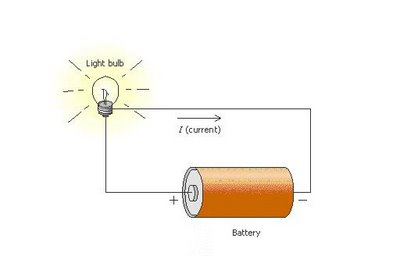 Light bulb
I (current)
+
−
Battery